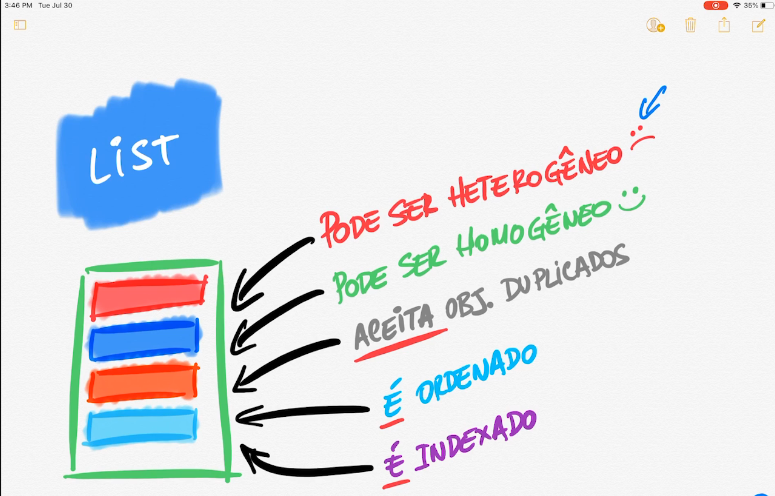 3:46 PM Tue Jul 30
35%
LIST
PODE SER HETEROGÊNEO
PODE SER HOMOGÊNEO
ACEITA OBJ. DUPLICADOS
É ORDENADO
É INDEXADO